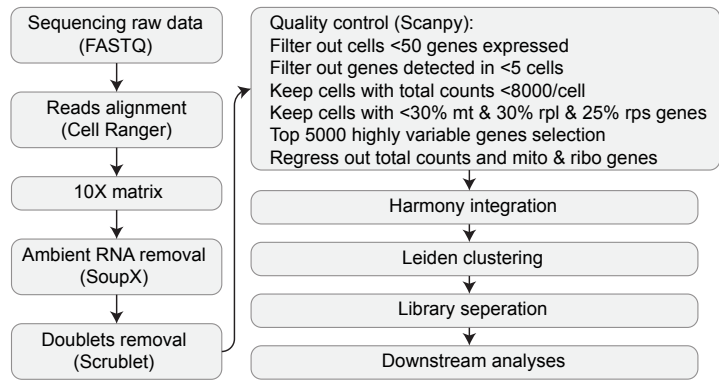 Sequencing raw data
(FASTQ)
Reads alignment
(Cell Ranger)
10X matrix
Ambient RNA removal
(SoupX)
Doublets removal
(Scrublet)
Quality control (Scanpy):
Filter out cells <50 genes expressed
Filter out genes detected in <5 cells
Keep cells with total counts <8000/cell
Keep cells with <30% mt & 30% rpl & 25% rps genes
Top 5000 highly variable genes selection
Regress out total counts and mito & ribo genes
Harmony integration
Leiden clustering
Library seperation
Downstream analyses